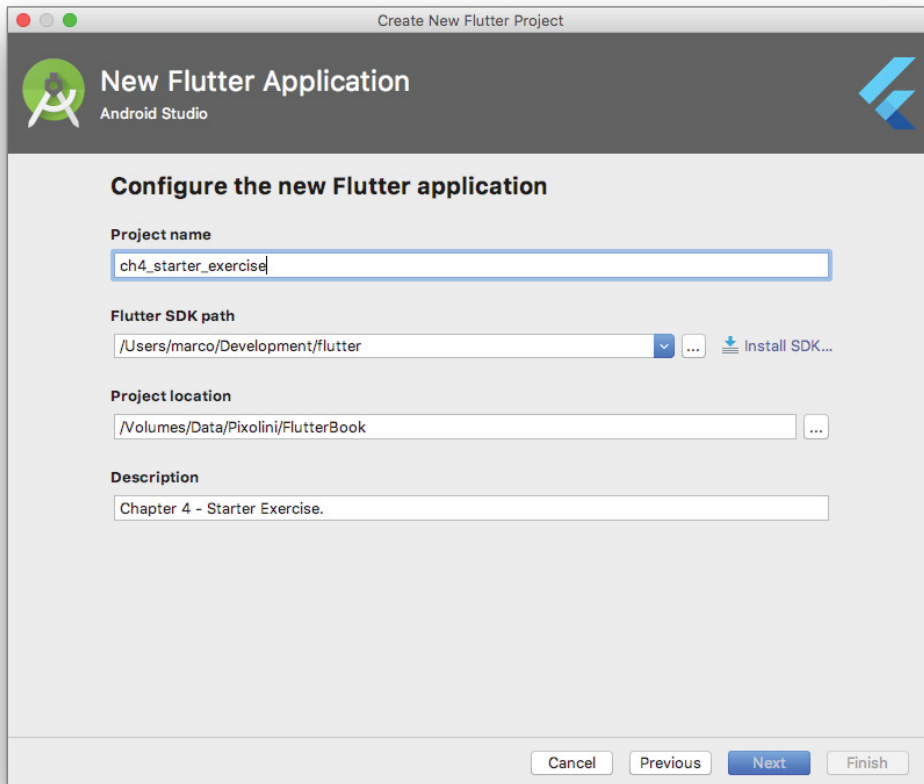 Create New Flutter Project
New Flutter Application
Android Studio
Configure the new Flutter application
Project name
ch4_starter_exercise
Flutter SDK path
/Users/marco/Development/flutter
... Install SDK...
Project location
/Volumes/Data/Pixolini/FlutterBook
...
Description
Chapter 4 - Starter Exercise.
Cancel Previous Next Finish